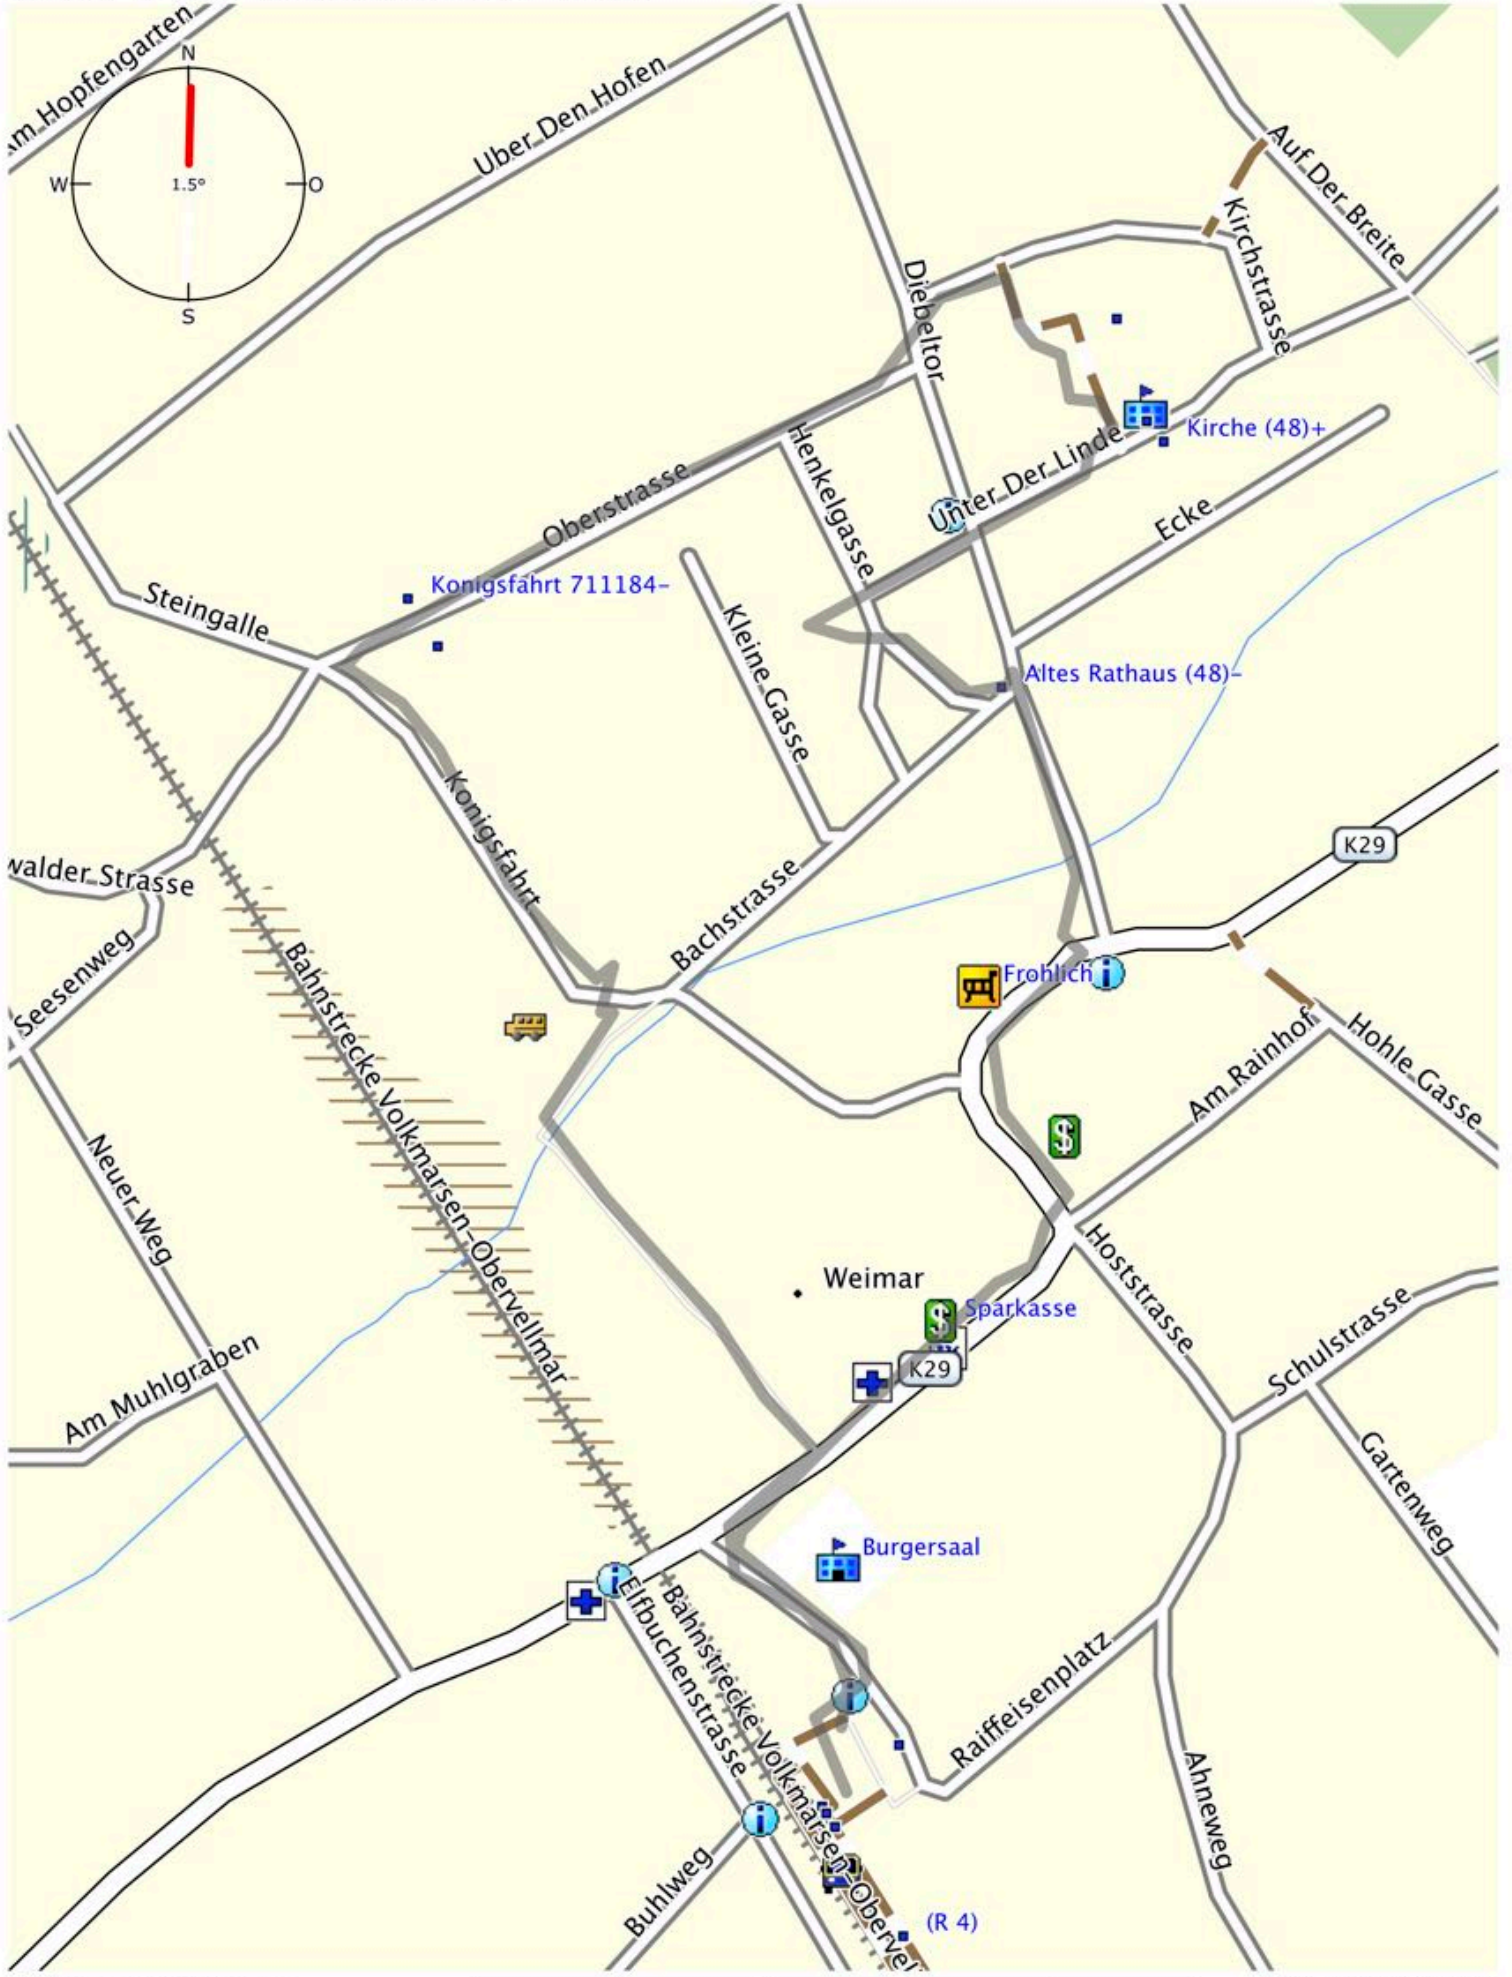 Am Hopfengarten
N
W
1.5°
O
S
Uber Den Hofen
Auf Der Breite
Kirchstrasse
Diebeltor
Kirche (48)+
Unter Der Linde
Henkelgasse
Oberstrasse
Ecke
Konigsfahrt 711184-
Steingalle
Kleine Gasse
Altes Rathaus (48)-
Konigsfahrt
K29
walder Strasse
Bachstrasse
Seesenweg
Frohlich
Bahnstrecke Volkmarsen-Obervellmar
Am Rainhof
Hohle Gasse
Neuer Weg
$
Hoststrasse
Weimar
$
Sparkasse
Schulstrasse
K29
Am Muhlgraben
Gartenweg
Burgersaal
Elfbuchenstrasse
Bahnstrecke Volkmarsen-Obervel
Raiffeisenplatz
Ahneweg
Buhlweg
(R 4)